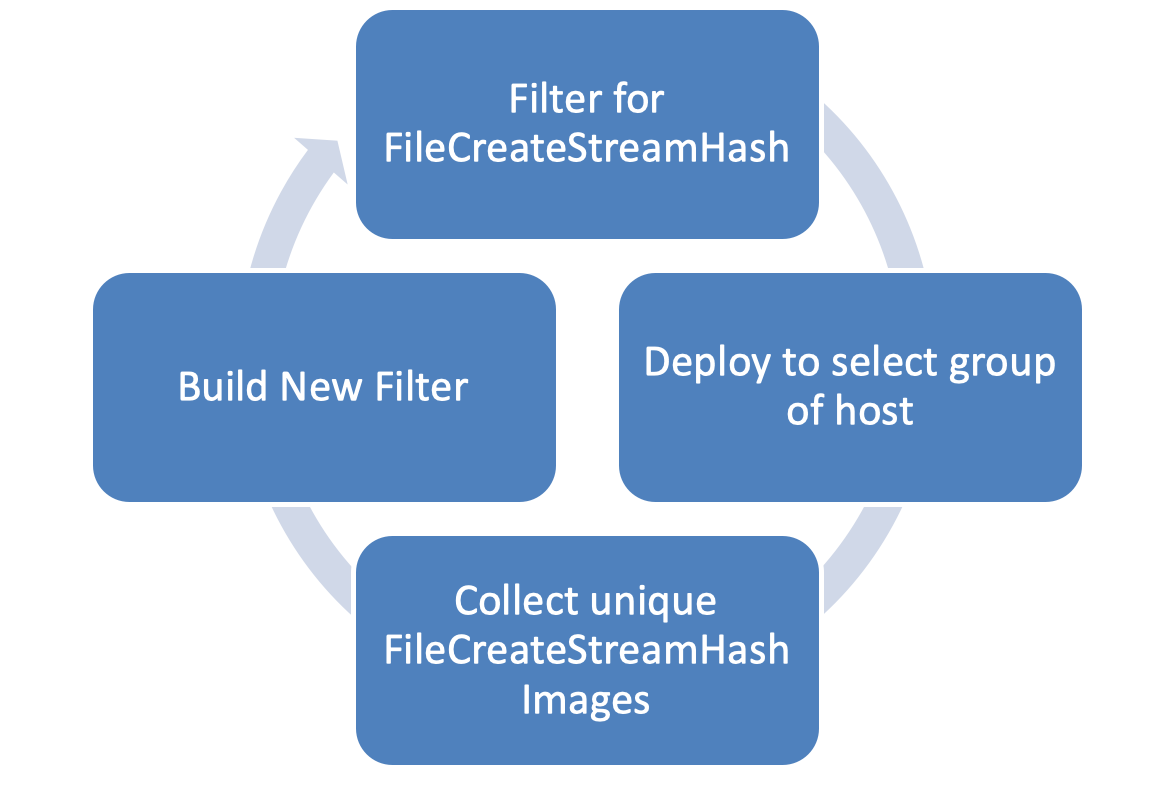 Filter for
FileCreateStreamHash
Deploy to select group
of host
Collect unique
FileCreateStreamHash
Images
Build New Filter